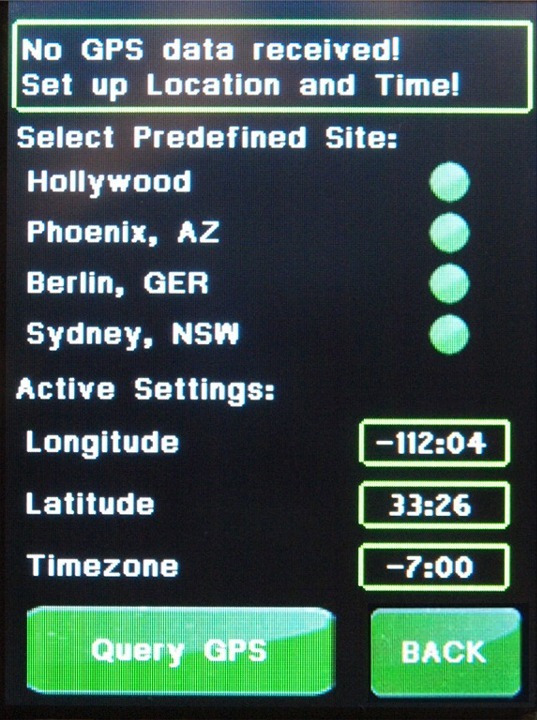 No GPS data received!
Set up Location and Time!
Select Predefined Site:
Hollywood
Phoenix, AZ
Berlin, GER
Sydney, NSW
Active Settings:
Longitude -112:04
Latitude 33:26
Timezone -7:00
Query GPS BACK